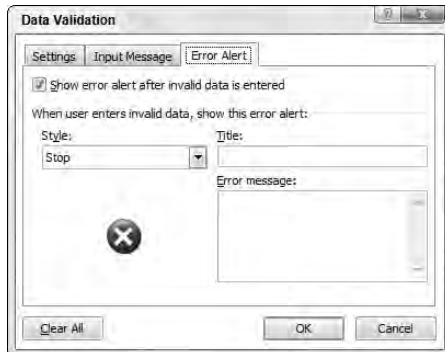 Data Validation
Settings Input Message Error Alert
Show error alert after invalid data is entered
When user enters invalid data, show this error alert:
Style: Title:
Stop
Error message:
Clear All OK Cancel